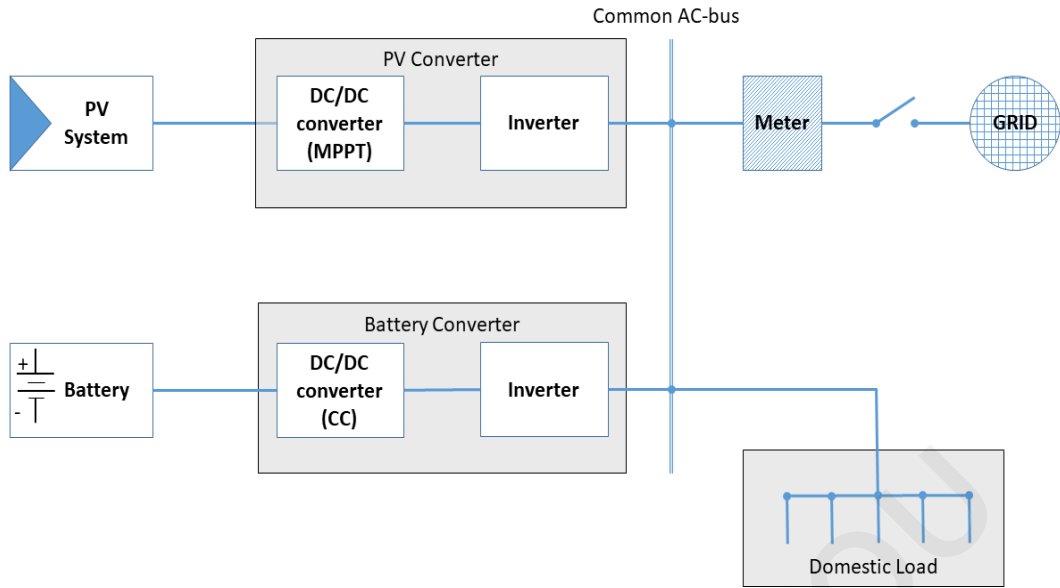 Common AC-bus
PV Converter
PV
System
DC/DC
converter
(MPPT)
Inverter
Meter
GRID
Battery Converter
+
-
Battery
DC/DC
converter
(CC)
Inverter
Domestic Load
OU